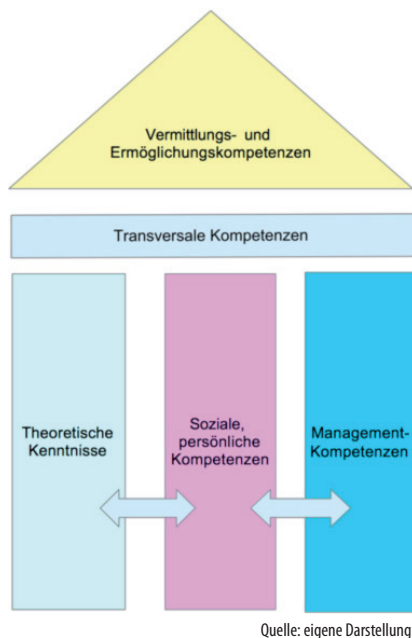 Vermittlungs- und
Ermöglichungskompetenzen
Transversale Kompetenzen
Theoretische
Kenntnisse
Soziale,
persönliche
Kompetenzen
Management-
Kompetenzen
Quelle: eigene Darstellung